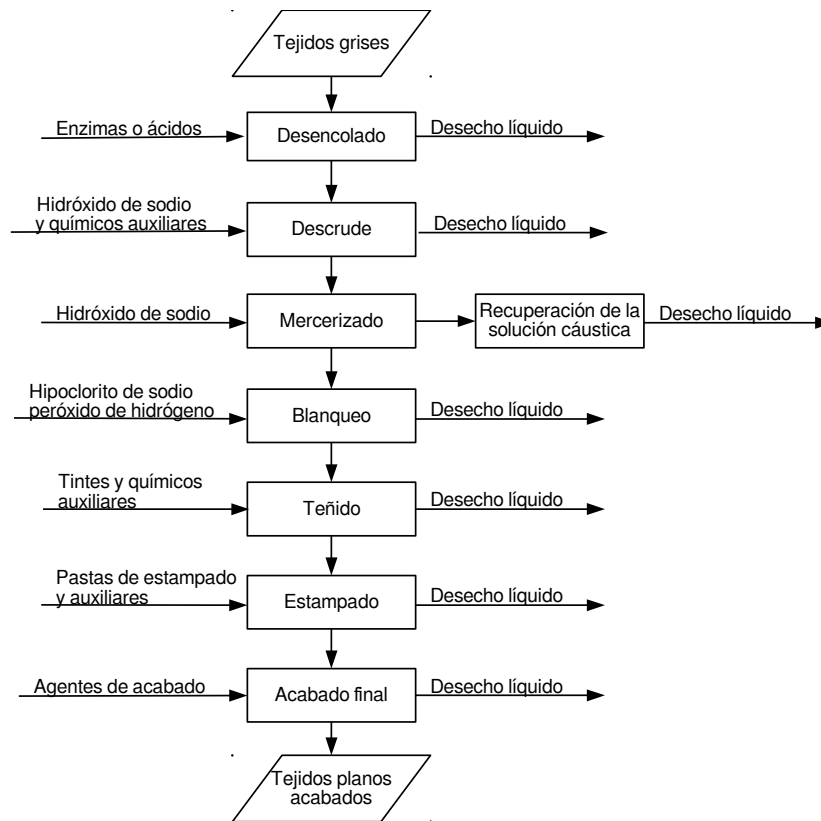 Tejidos grises
Enzimas o ácidos
Desencolado
Desecho líquido
Hidróxido de sodio
y químicos auxiliares
Descrude
Desecho líquido
Hidróxido de sodio
Mercerizado
Recuperación de la
solución cáustica
Desecho líquido
Hipoclorito de sodio
peróxido de hidrógeno
Blanqueo
Desecho líquido
Tintes y químicos
auxiliares
Teñido
Desecho líquido
Pastas de estampado
y auxiliares
Estampado
Desecho líquido
Agentes de acabado
Acabado final
Desecho líquido
Tejidos planos
acabados